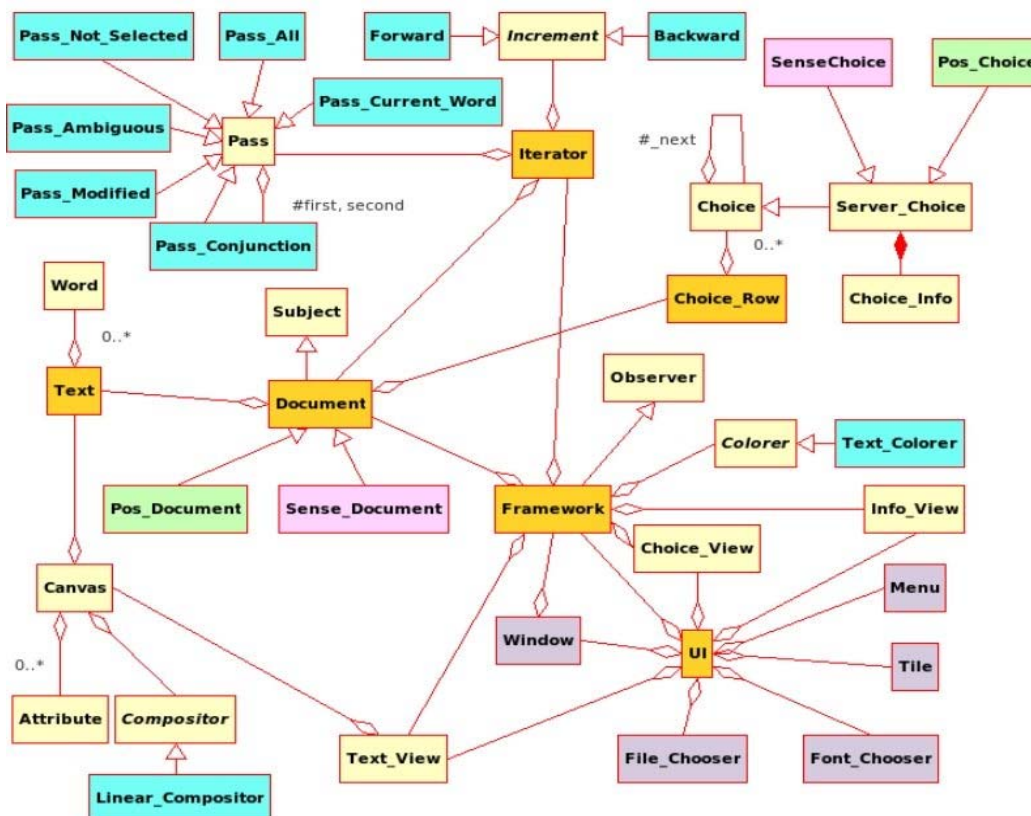 Pass_Not_Selected
Pass_All
Forward
Increment
Backward
SenseChoice
Pos_Choice
Pass_Current_Word
Pass_Ambiguous
Pass
Iterator
#_next
Pass_Modified
#first, second
Choice
Server_Choice
Pass_Conjunction
0..*
Word
Subject
Choice_Row
Choice_Info
0..*
Text
Document
Observer
Colorer
Text_Colorer
Pos_Document
Sense_Document
Framework
Info_View
Choice_View
Canvas
Menu
Window
UI
0..*
Tile
Attribute
Compositor
Text_View
File_Chooser
Font_Chooser
Linear_Compositor